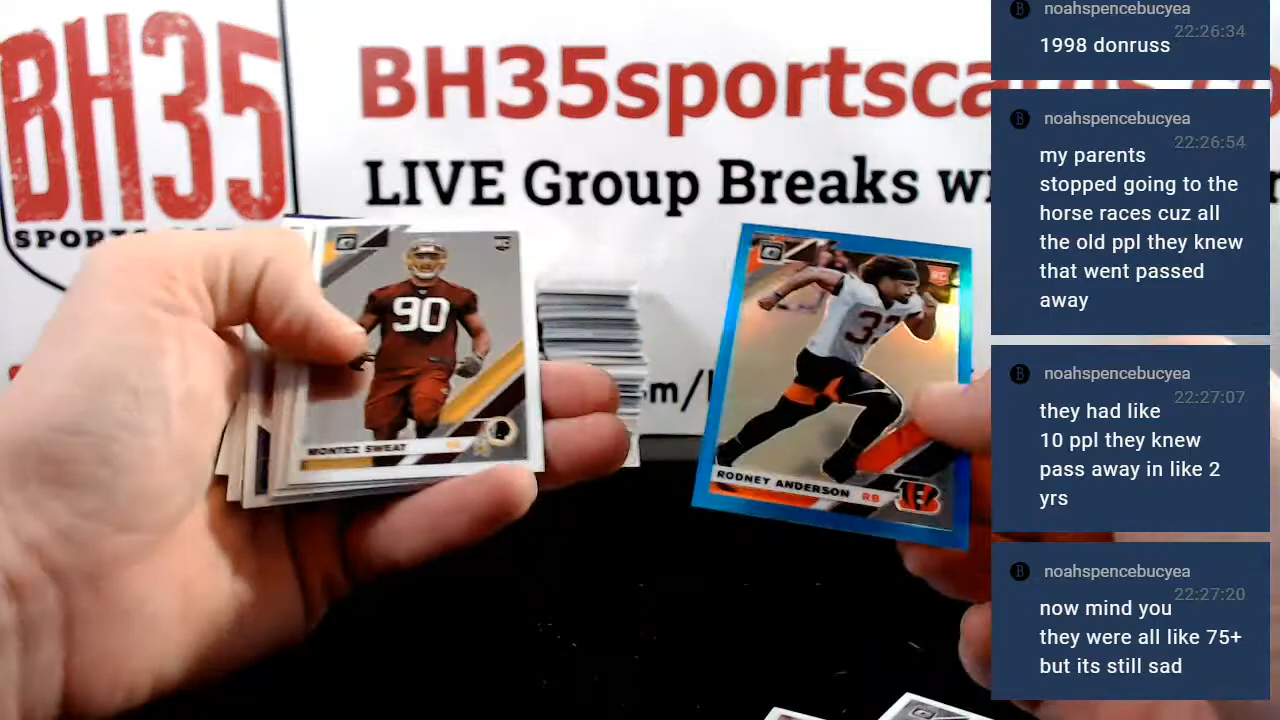 BH35
SPORTS
BH35sportsca
LIVE Group Breaks w
90
MONTEZ SWEAT
33
RC
RODNEY ANDERSON RB
noahspencebucyea
22:26:34
1998 donruss
noahspencebucyea
22:26:54
my parents
stopped going to the
horse races cuz all
the old ppl they knew
that went passed
away
noahspencebucyea
22:27:07
they had like
10 ppl they knew
pass away in like 2
yrs
noahspencebucyea
22:27:20
now mind you
they were all like 75+
but its still sad